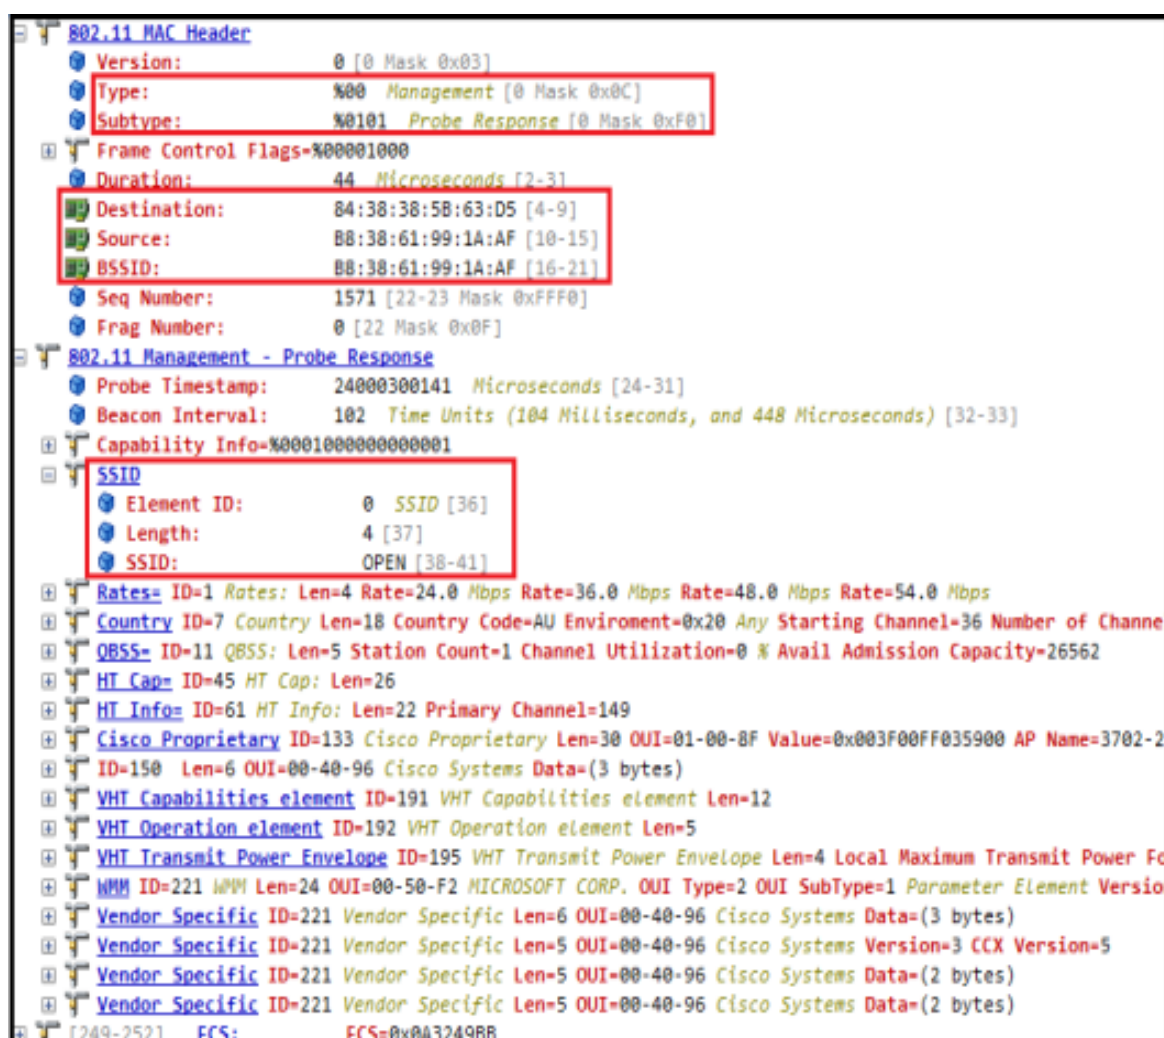 802.11 MAC Header
Version: 0 [0 Mask 0x03]
Type: %00 Management [0 Mask 0x0C]
Subtype: %0101 Probe Response [0 Mask 0xF0]
Frame Control Flags=%00001000
Duration: 44 Microseconds [2-3]
Destination: 84:38:38:5B:63:D5 [4-9]
Source: B8:38:61:99:1A:AF [10-15]
BSSID: B8:38:61:99:1A:AF [16-21]
Seq Number: 1571 [22-23 Mask 0xFFF0]
Frag Number: 0 [22 Mask 0x0F]
802.11 Management - Probe Response
Probe Timestamp: 24000300141 Microseconds [24-31]
Beacon Interval: 102 Time Units (104 Milliseconds, and 448 Microseconds) [32-33]
Capability Info=%0001000000000001
SSID
Element ID: 0 SSID [36]
Length: 4 [37]
SSID: OPEN [38-41]
Rates= ID=1 Rates: Len=4 Rate=24.0 Mbps Rate=36.0 Mbps Rate=48.0 Mbps Rate=54.0 Mbps
Country ID=7 Country Len=18 Country Code=AU Enviroment=0x20 Any Starting Channel=36 Number of Channe
QBSS= ID=11 QBSS: Len=5 Station Count=1 Channel Utilization=0 % Avail Admission Capacity=26562
HT Cap= ID=45 HT Cap: Len=26
HT Info= ID=61 HT Info: Len=22 Primary Channel=149
Cisco Proprietary ID=133 Cisco Proprietary Len=30 OUI=01-00-8F Value=0x003F00FF035900 AP Name=3702-2
ID=150 Len=6 OUI=00-40-96 Cisco Systems Data=(3 bytes)
VHT Capabilities element ID=191 VHT Capabilities element Len=12
VHT Operation element ID=192 VHT Operation element Len=5
VHT Transmit Power Envelope ID=195 VHT Transmit Power Envelope Len=4 Local Maximum Transmit Power Fo
WMM ID=221 WMM Len=24 OUI=00-50-F2 MICROSOFT CORP. OUI Type=2 OUI SubType=1 Parameter Element Versio
Vendor Specific ID=221 Vendor Specific Len=6 OUI=00-40-96 Cisco Systems Data=(3 bytes)
Vendor Specific ID=221 Vendor Specific Len=5 OUI=00-40-96 Cisco Systems Version=3 CCX Version=5
Vendor Specific ID=221 Vendor Specific Len=5 OUI=00-40-96 Cisco Systems Data=(2 bytes)
Vendor Specific ID=221 Vendor Specific Len=5 OUI=00-40-96 Cisco Systems Data=(2 bytes)
[249-252] FCS: FCS=0x0A3249BB